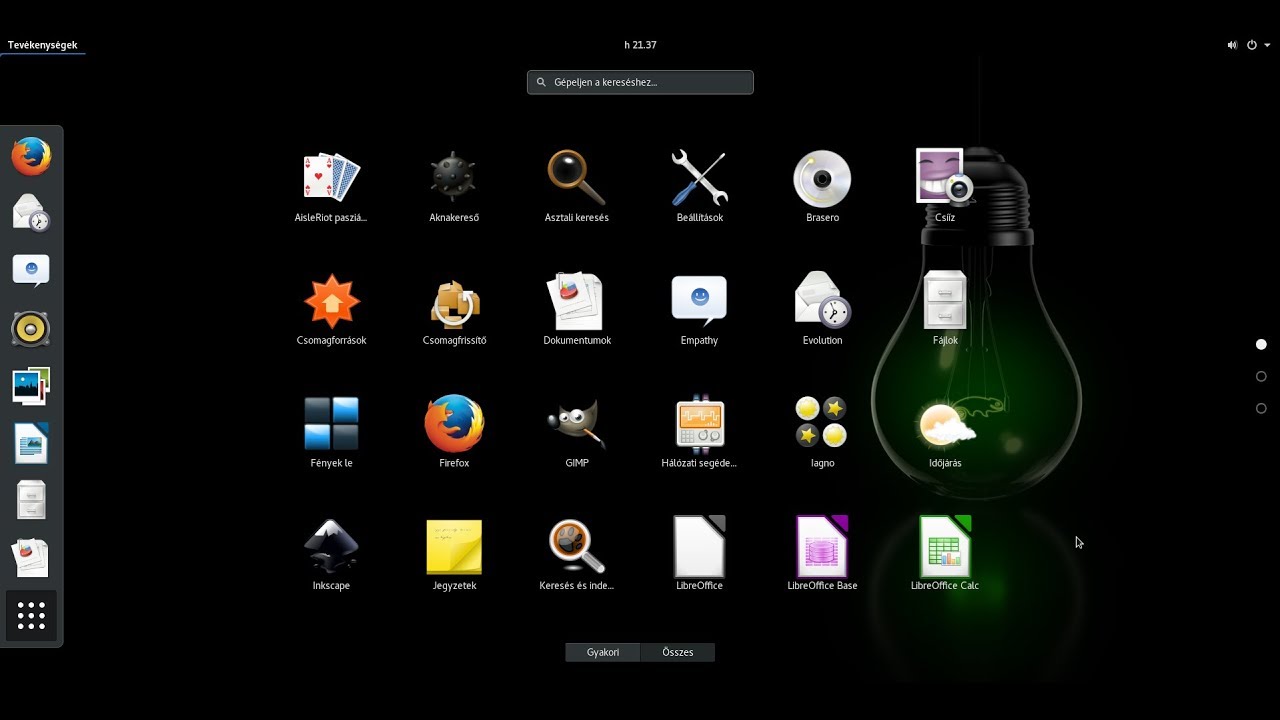 Tevékenységek
h 21.37
Gépeljen a kereséshez...
AisleRiot pasziá...
Aknakereső
Asztali keresés
Beállítások
Brasero
Csííz
Csomagforrások
Csomagfrissítő
Dokumentumok
Empathy
Evolution
Fájlok
Fények le
Firefox
GIMP
Hálózati segéde...
Iagno
Időjárás
Inkscape
Jegyzetek
Keresés és inde...
LibreOffice
LibreOffice Base
LibreOffice Calc
Gyakori
Összes